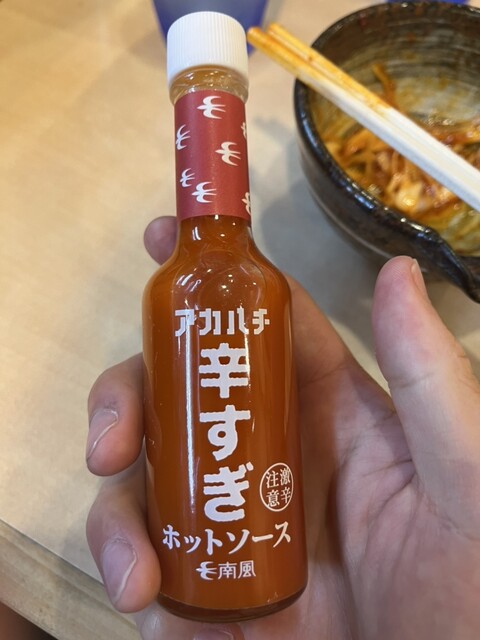 アカハチ
辛すぎ
激辛
注意
ホットソース
南風